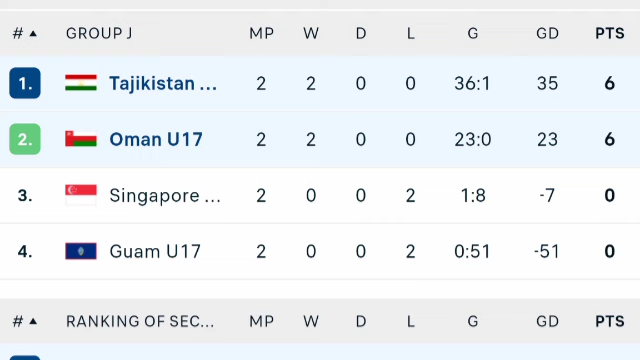 # ▲ GROUP J MP W D L G GD PTS
1. Tajikistan ... 2 2 0 0 36:1 35 6
2. Oman U17 2 2 0 0 23:0 23 6
3. Singapore ... 2 0 0 2 1:8 -7 0
4. Guam U17 2 0 0 2 0:51 -51 0
# ▲ RANKING OF SEC... MP W D L G GD PTS